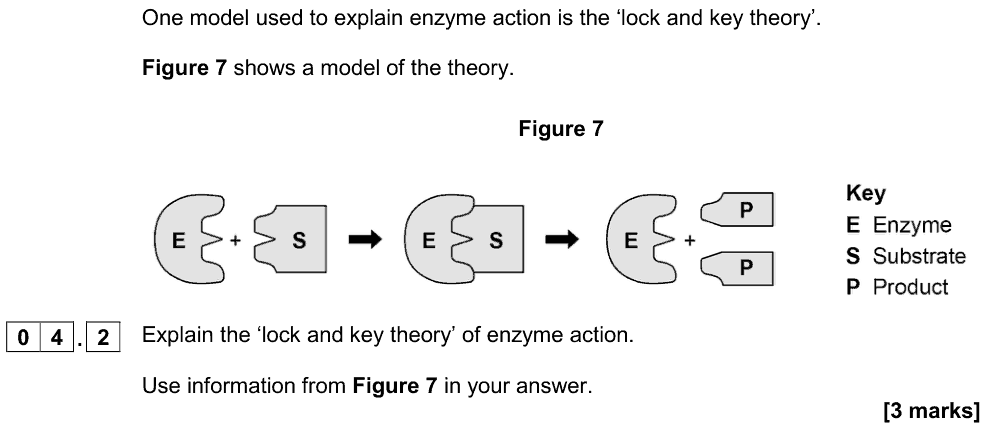 One model used to explain enzyme action is the ‘lock and key theory’.
Figure 7 shows a model of the theory.
Figure 7
E + S E S E + P P
Key
E Enzyme
S Substrate
P Product
0 4 . 2 Explain the ‘lock and key theory’ of enzyme action.
Use information from Figure 7 in your answer.
[3 marks]